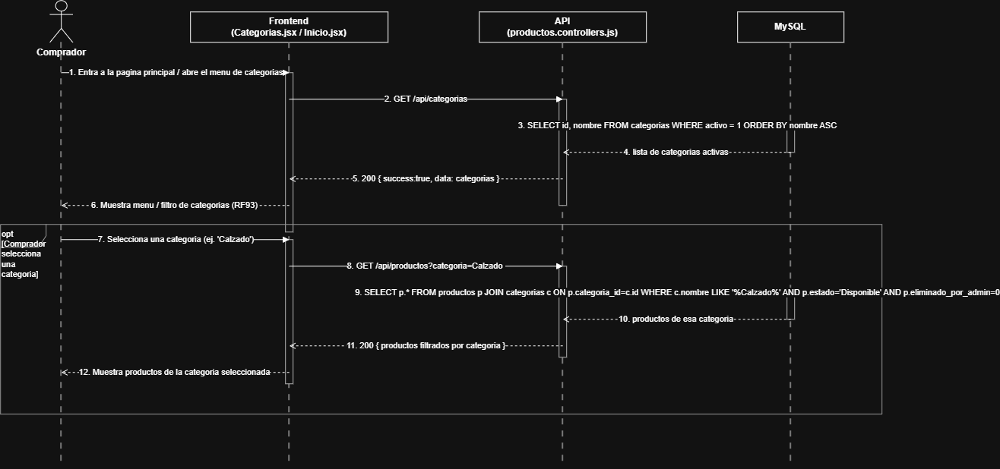 Comprador
Frontend
(Categorias.jsx / Inicio.jsx)
API
(productos.controllers.js)
MySQL
1. Entra a la pagina principal / abre el menu de categorias
2. GET /api/categorias
3. SELECT id, nombre FROM categorias WHERE activo = 1 ORDER BY nombre ASC
4. lista de categorias activas
5. 200 { success:true, data: categorias }
6. Muestra menu / filtro de categorias (RF93)
opt
[Comprador
selecciona
una
categoria]
7. Selecciona una categoria (ej. 'Calzado')
8. GET /api/productos?categoria=Calzado
9. SELECT p.* FROM productos p JOIN categorias c ON p.categoria_id=c.id WHERE c.nombre LIKE '%Calzado%' AND p.estado='Disponible' AND p.eliminado_por_admin=0
10. productos de esa categoria
11. 200 { productos filtrados por categoria }
12. Muestra productos de la categoria seleccionada